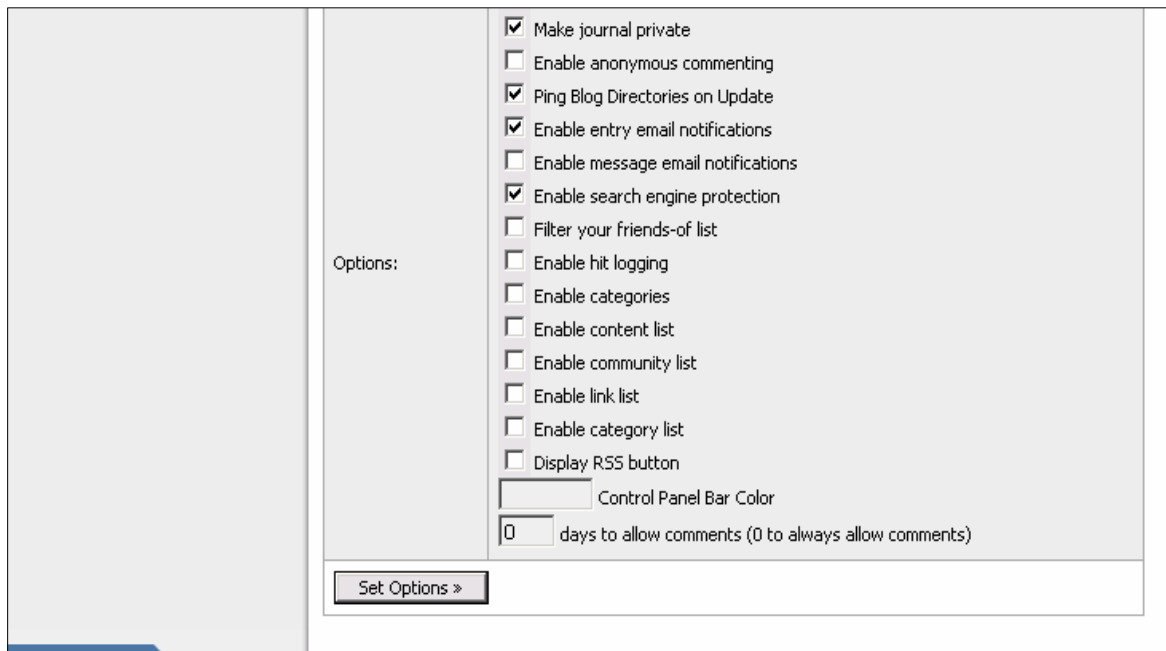 Make journal private
Enable anonymous commenting
Ping Blog Directories on Update
Enable entry email notifications
Enable message email notifications
Enable search engine protection
Filter your friends-of list
Options:
Enable hit logging
Enable categories
Enable content list
Enable community list
Enable link list
Enable category list
Display RSS button
Control Panel Bar Color
0 days to allow comments (0 to always allow comments)
Set Options »